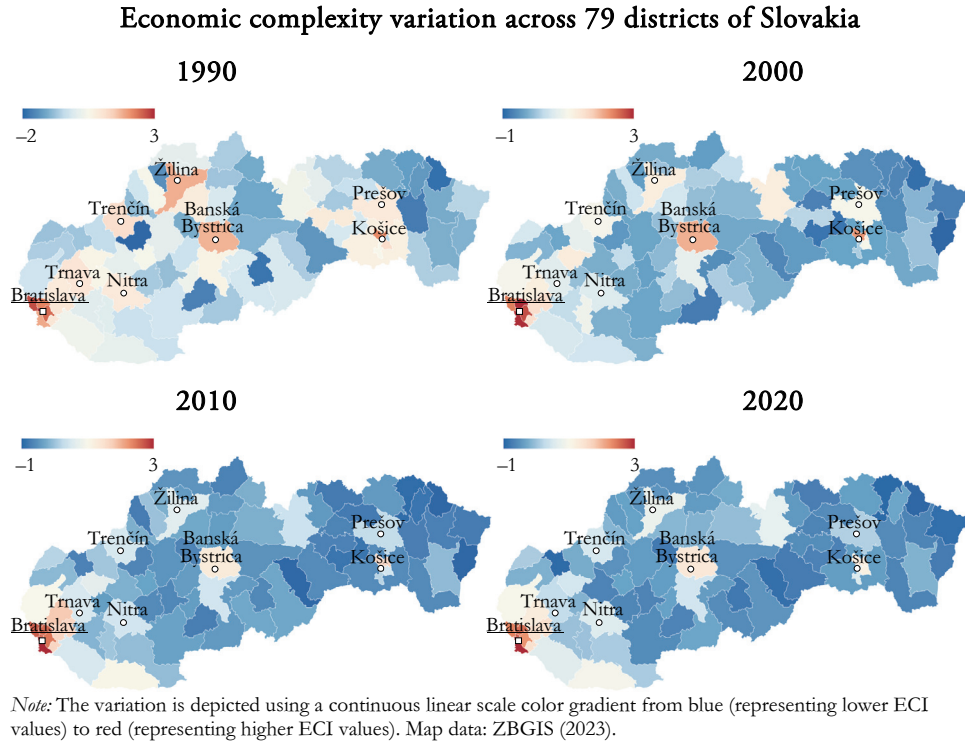 Economic complexity variation across 79 districts of Slovakia
1990
–2
3
Žilina
Trenčín
Banská
Bystrica
Prešov
Košice
Trnava
Nitra
Bratislava
2000
–1
3
Žilina
Trenčín
Banská
Bystrica
Prešov
Košice
Trnava
Nitra
Bratislava
2010
–1
3
Žilina
Trenčín
Banská
Bystrica
Prešov
Košice
Trnava
Nitra
Bratislava
2020
–1
3
Žilina
Trenčín
Banská
Bystrica
Prešov
Košice
Trnava
Nitra
Bratislava
Note: The variation is depicted using a continuous linear scale color gradient from blue (representing lower ECI
values) to red (representing higher ECI values). Map data: ZBGIS (2023).